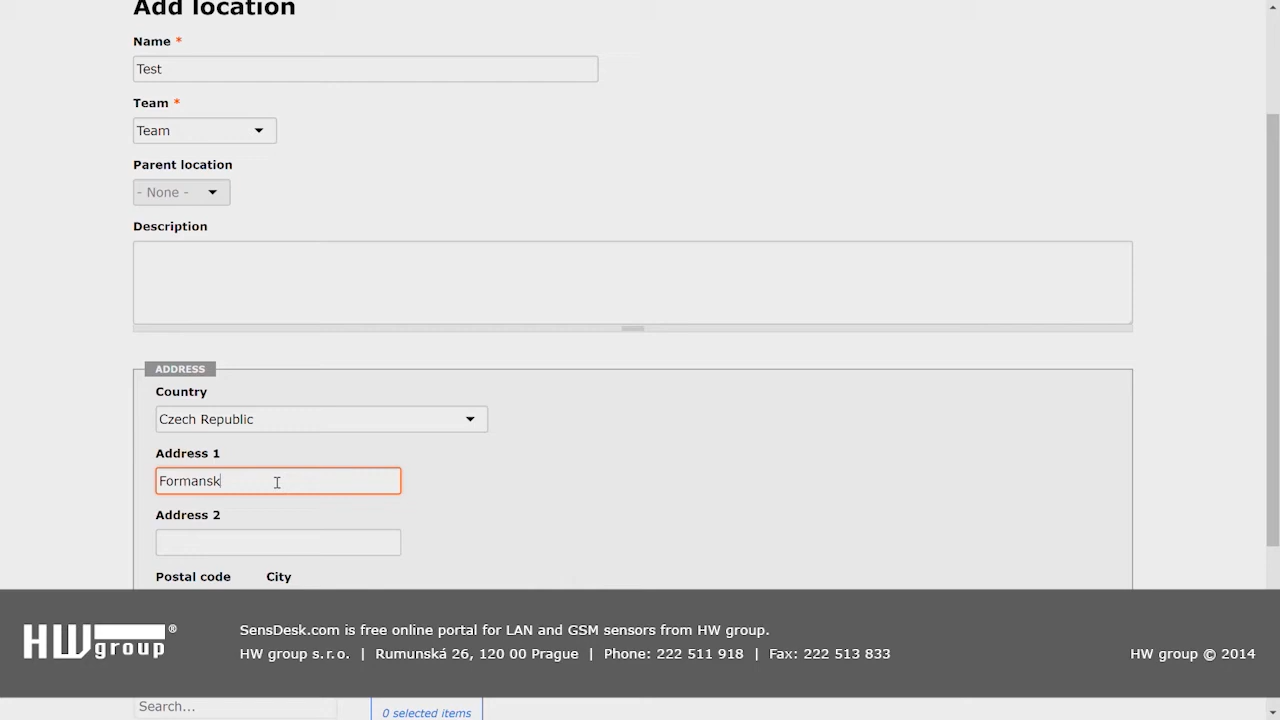 Add location
Name *
Test
Team *
Team
Parent location
- None -
Description
ADDRESS
Country
Czech Republic
Address 1
Formansk
Address 2
Postal code City
HW group ®
SensDesk.com is free online portal for LAN and GSM sensors from HW group.
HW group s.r.o. | Rumunská 26, 120 00 Prague | Phone: 222 511 918 | Fax: 222 513 833
HW group © 2014
Search...
0 selected items